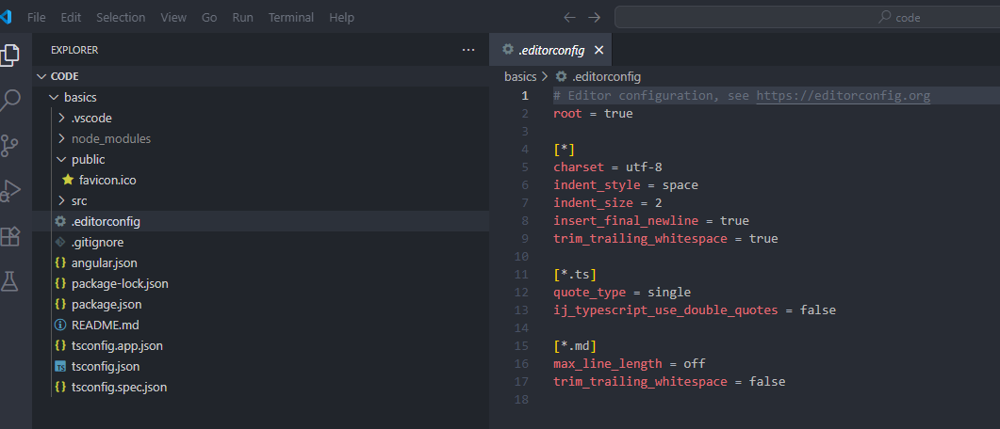 File Edit Selection View Go Run Terminal Help
code
EXPLORER
CODE
basics
.vscode
node_modules
public
favicon.ico
src
.editorconfig
.gitignore
angular.json
package-lock.json
package.json
README.md
tsconfig.app.json
tsconfig.json
tsconfig.spec.json
.editorconfig
basics > .editorconfig
1 # Editor configuration, see https://editorconfig.org
2 root = true
3
4 [*]
5 charset = utf-8
6 indent_style = space
7 indent_size = 2
8 insert_final_newline = true
9 trim_trailing_whitespace = true
10
11 [*.ts]
12 quote_type = single
13 ij_typescript_use_double_quotes = false
14
15 [*.md]
16 max_line_length = off
17 trim_trailing_whitespace = false
18